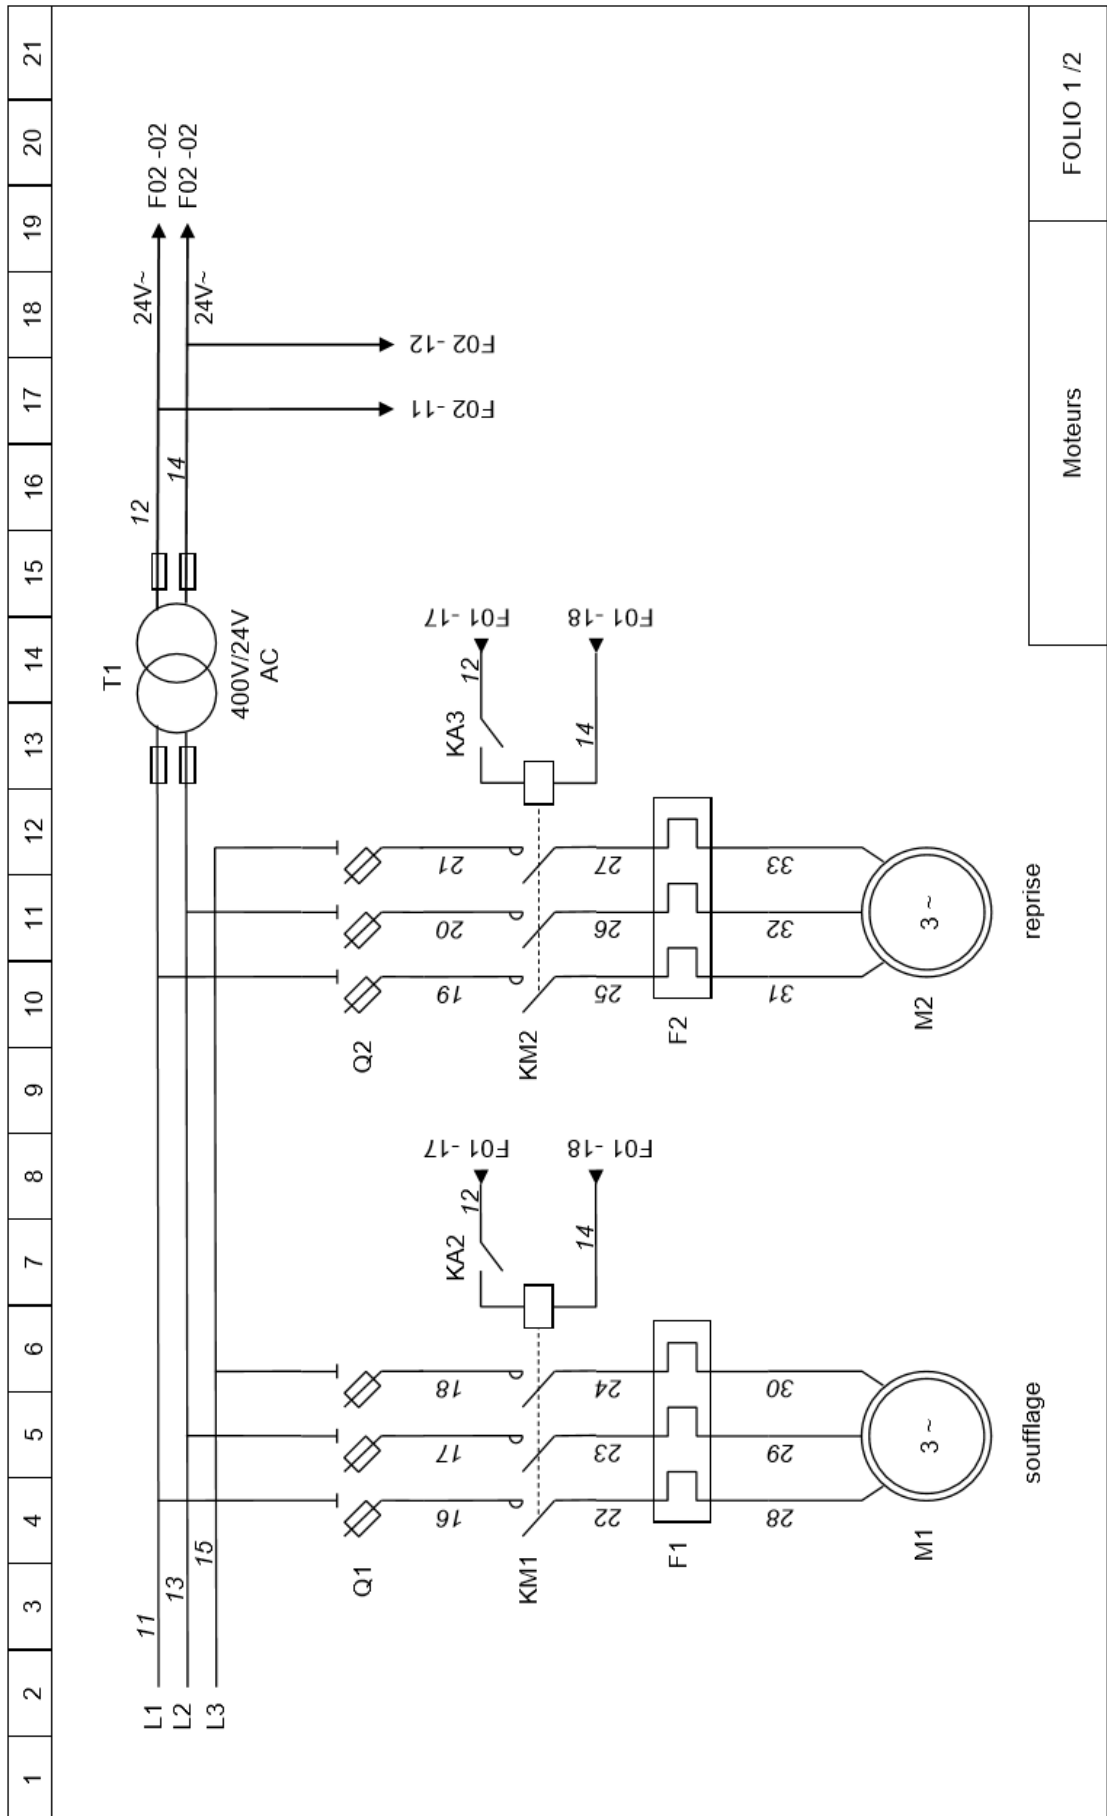 1 2 3 4 5 6 7 8 9 10 11 12 13 14 15 16 17 18 19 20 21
T1
L1 11 12 24V~ F02 -02
L2 13 14 24V~ F02 -02
L3 15
400V/24V
AC
Q1 16 17 18
Q2 19 20 21
F02 -11
F02 -12
KA2 12 F01 -17
KA3 12 F01 -17
KM1
KM2
14 F01 -18
14 F01 -18
22 23 24
25 26 27
F1
F2
28 29 30
31 32 33
M1 3 ~
M2 3 ~
soufflage
reprise
Moteurs
FOLIO 1 /2